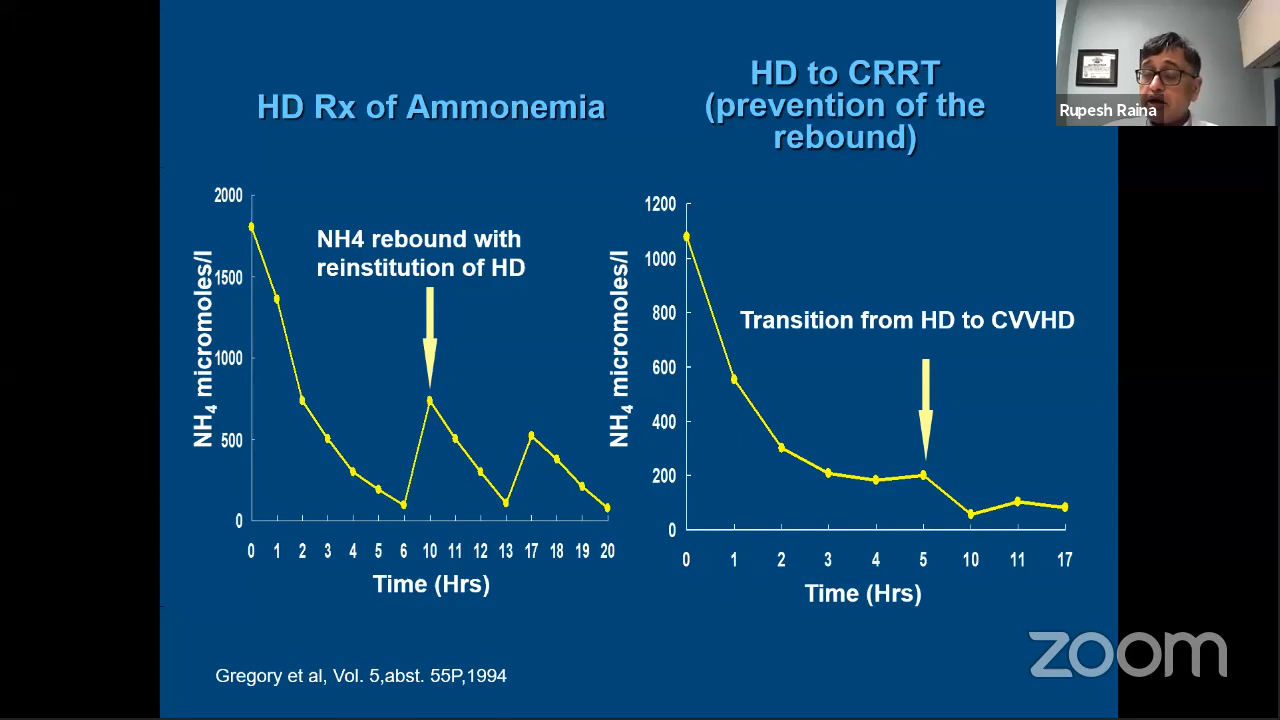 HD Rx of Ammonemia
HD to CRRT
(prevention of the
rebound)
Rupesh Raina
NH4 micromoles/l
2000
1500
1000
500
0
NH4 rebound with
reinstitution of HD
0 1 2 3 4 5 6 10 11 12 13 17 18 19 20
Time (Hrs)
NH4 micromoles/l
1200
1000
800
600
400
200
0
Transition from HD to CVVHD
0 1 2 3 4 5 10 11 17
Time (Hrs)
Gregory et al, Vol. 5,abst. 55P,1994
zoom